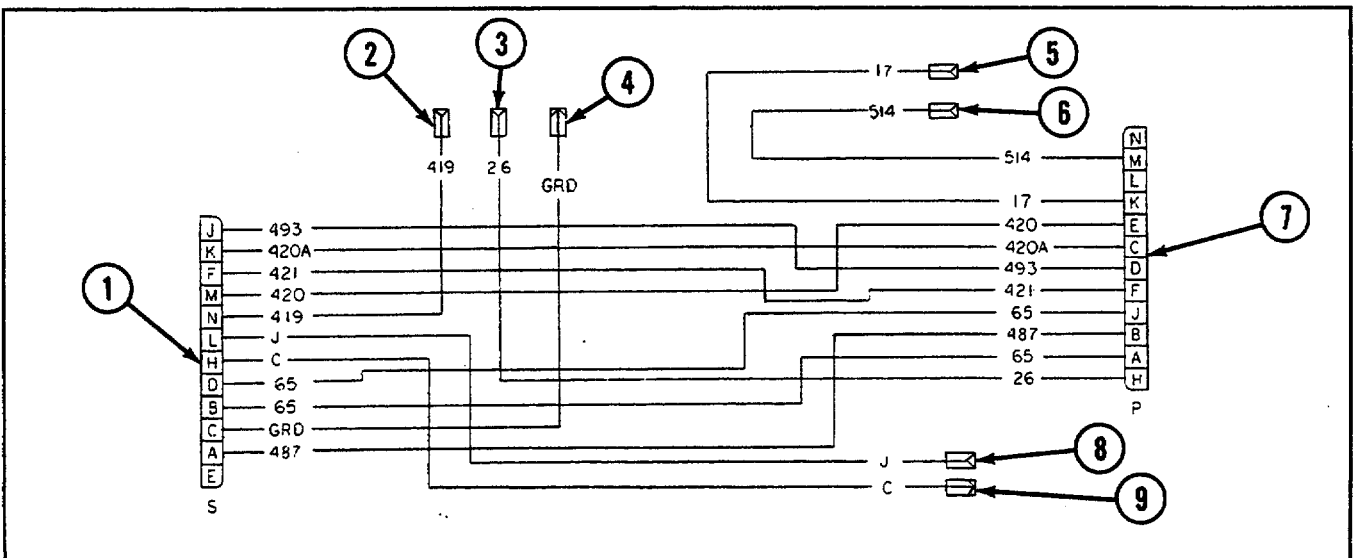 2 3 4 5 6
17
514
419 26 GRD
N
514 M
L
17 K
J 493 420 E
K 420A 420A C
F 421 493 D
M 420 421 F
N 419 65 J
L J 487 B
H C 65 A
D 65 26 H
B 65 P
C GRD
A 487
E
S
1
7
J 8
C 9